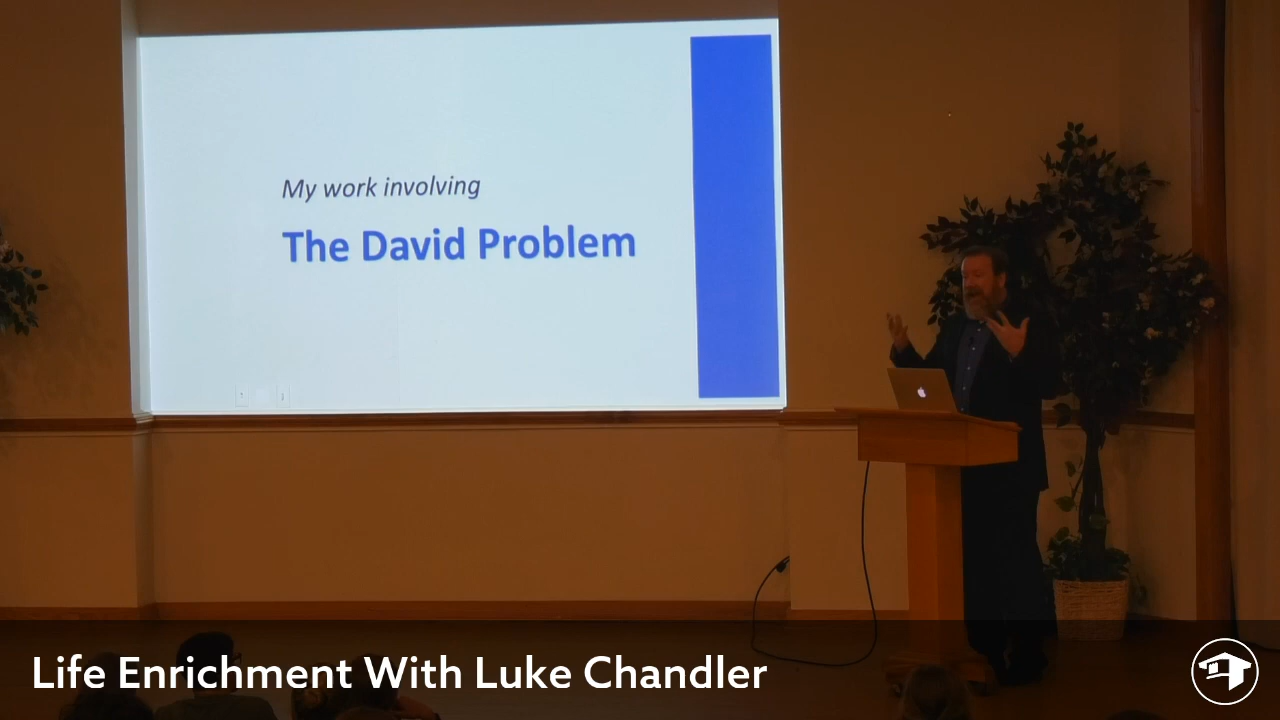 My work involving
The David Problem
Life Enrichment With Luke Chandler